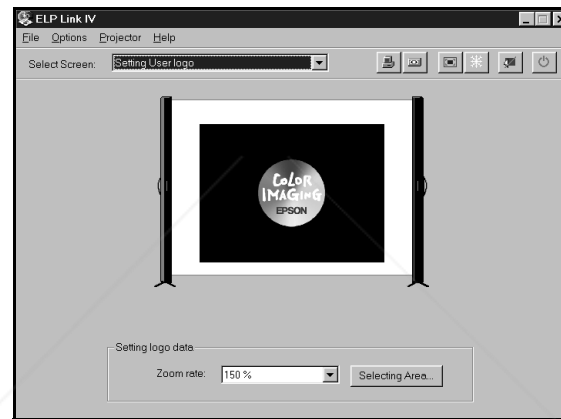 ELP Link IV
File Options Projector Help
Select Screen: Setting User logo
COLOR
IMAGING
EPSON
Setting logo data
Zoom rate: 150 % Selecting Area...